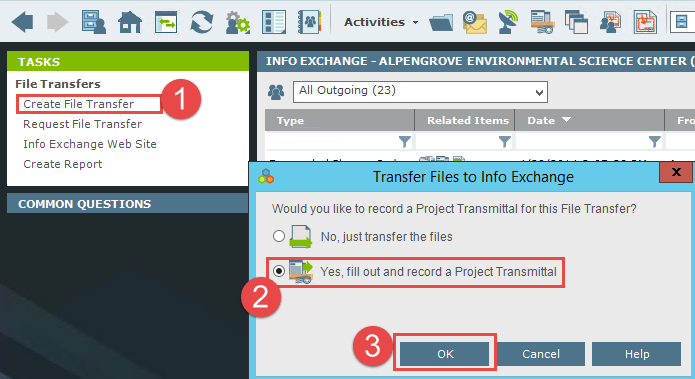 Activities
TASKS
File Transfers
Create File Transfer
1
Request File Transfer
Info Exchange Web Site
Create Report
COMMON QUESTIONS
INFO EXCHANGE - ALPENGROVE ENVIRONMENTAL SCIENCE CENTER (
All Outgoing (23)
Type Related Items Date Fro
Transfer Files to Info Exchange
x
Would you like to record a Project Transmittal for this File Transfer?
No, just transfer the files
Yes, fill out and record a Project Transmittal
2
3
OK Cancel Help